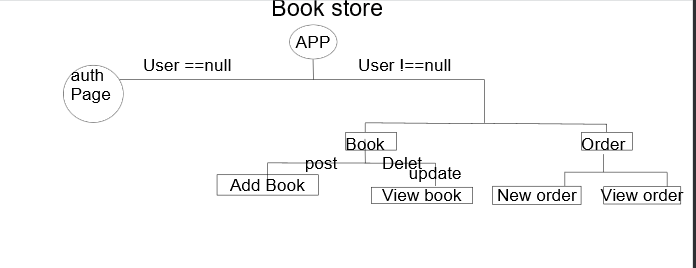 Book store
APP
User ==null
User !==null
auth
Page
Book
Order
post
Delet
update
Add Book
View book
New order
View order